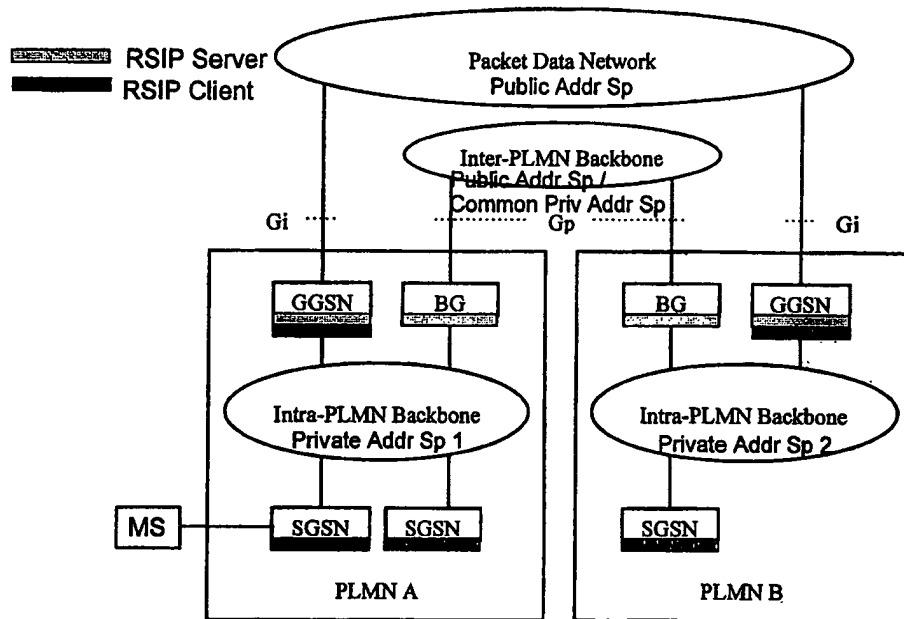 RSIP Server
RSIP Client
Packet Data Network
Public Addr Sp
Inter-PLMN Backbone
Public Addr Sp /
Common Priv Addr Sp
Gi
Gp
Gi
GGSN
BG
BG
GGSN
Intra-PLMN Backbone
Private Addr Sp 1
Intra-PLMN Backbone
Private Addr Sp 2
MS
SGSN
SGSN
SGSN
PLMN A
PLMN B